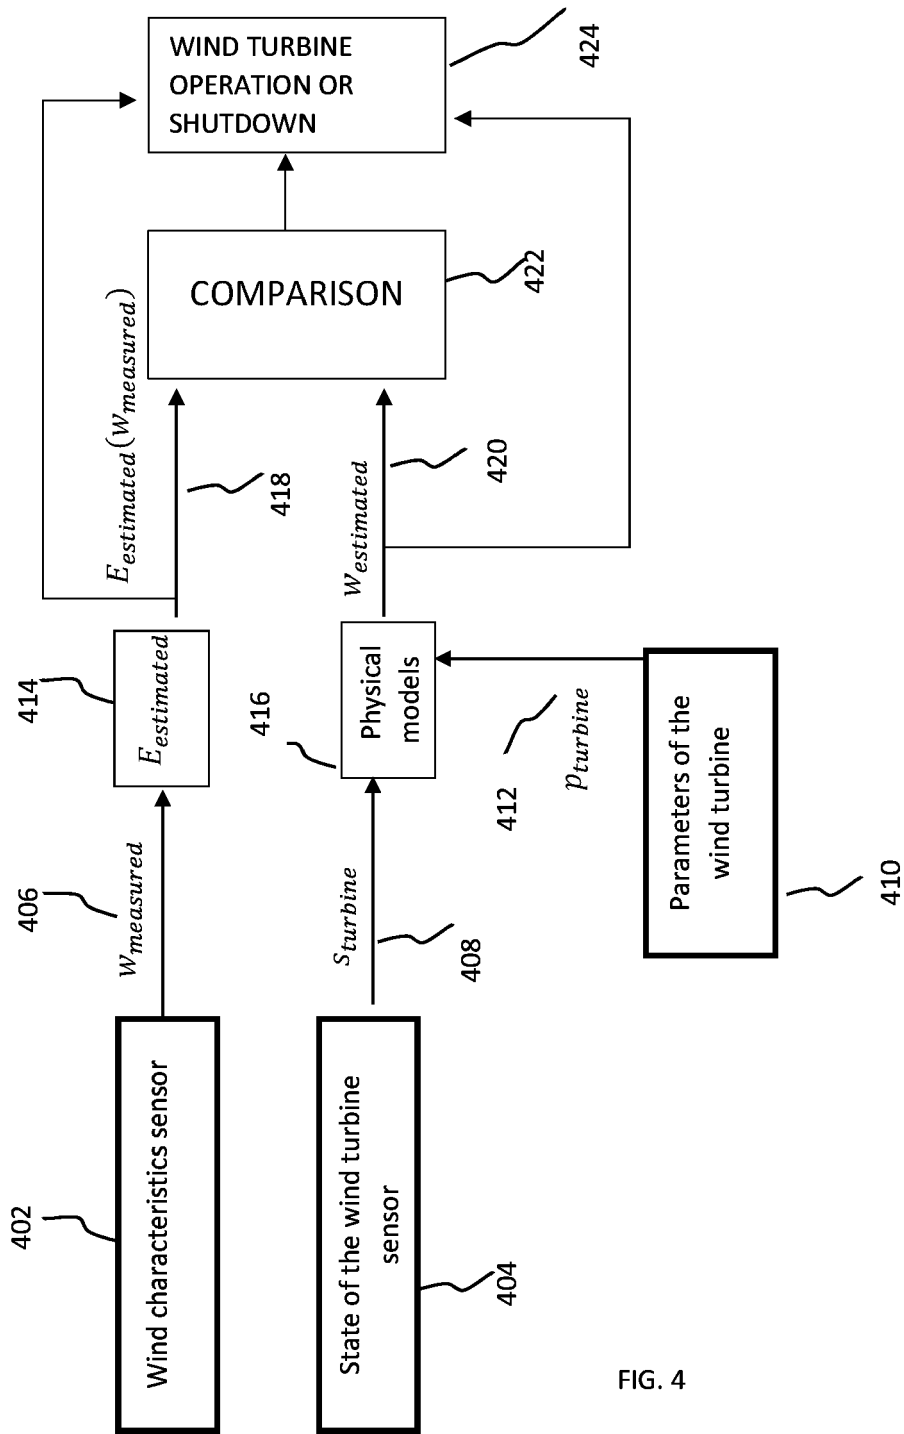 402
Wind characteristics sensor
406
w_measured
414
E_estimated
E_estimated(w_measured)
418
State of the wind turbine
sensor
404
s_turbine
408
416
Physical
models
w_estimated
420
412
p_turbine
Parameters of the
wind turbine
410
COMPARISON
422
WIND TURBINE
OPERATION OR
SHUTDOWN
424
FIG. 4